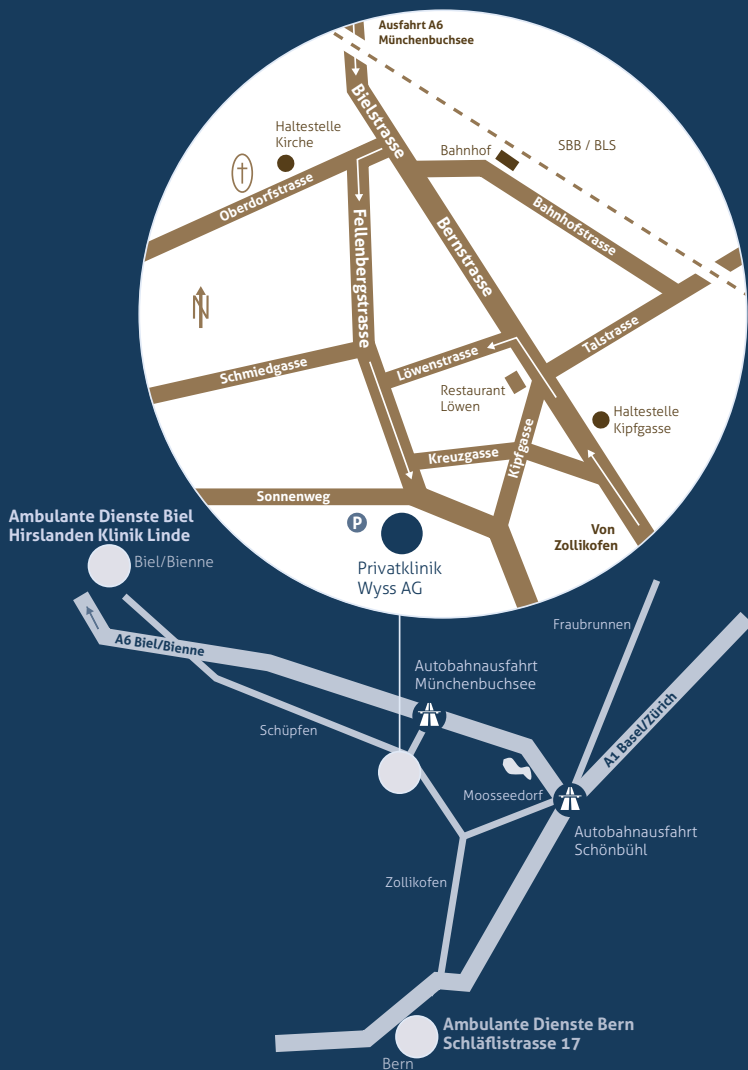 Ausfahrt A6
Münchenbuchsee
Bielstrasse
Haltestelle
Kirche
Bahnhof
SBB / BLS
Oberdorfstrasse
Fellenbergstrasse
Bernstrasse
Bahnhofstrasse
N
Talstrasse
Schmiedgasse
Löwenstrasse
Restaurant
Löwen
Haltestelle
Kipfgasse
Kreuzgasse
Kipfgasse
Sonnenweg
P
Von
Zollikofen
Privatklinik
Wyss AG
Ambulante Dienste Biel
Hirslanden Klinik Linde
Biel/Bienne
A6 Biel/Bienne
Fraubrunnen
Autobahnausfahrt
Münchenbuchsee
A1 Basel/Zürich
Schüpfen
Moosseedorf
Autobahnausfahrt
Schönbühl
Zollikofen
Ambulante Dienste Bern
Schläflistrasse 17
Bern